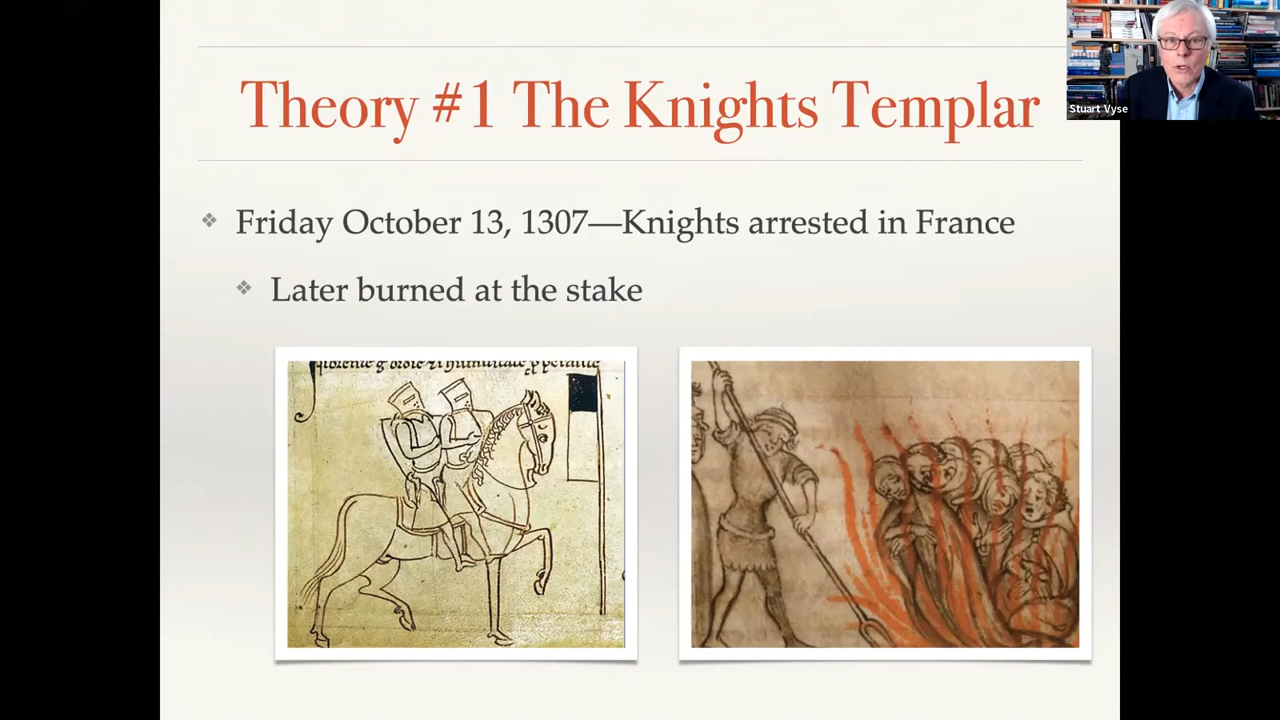 Theory #1 The Knights Templar
Stuart Vyse
Friday October 13, 1307—Knights arrested in France
Later burned at the stake